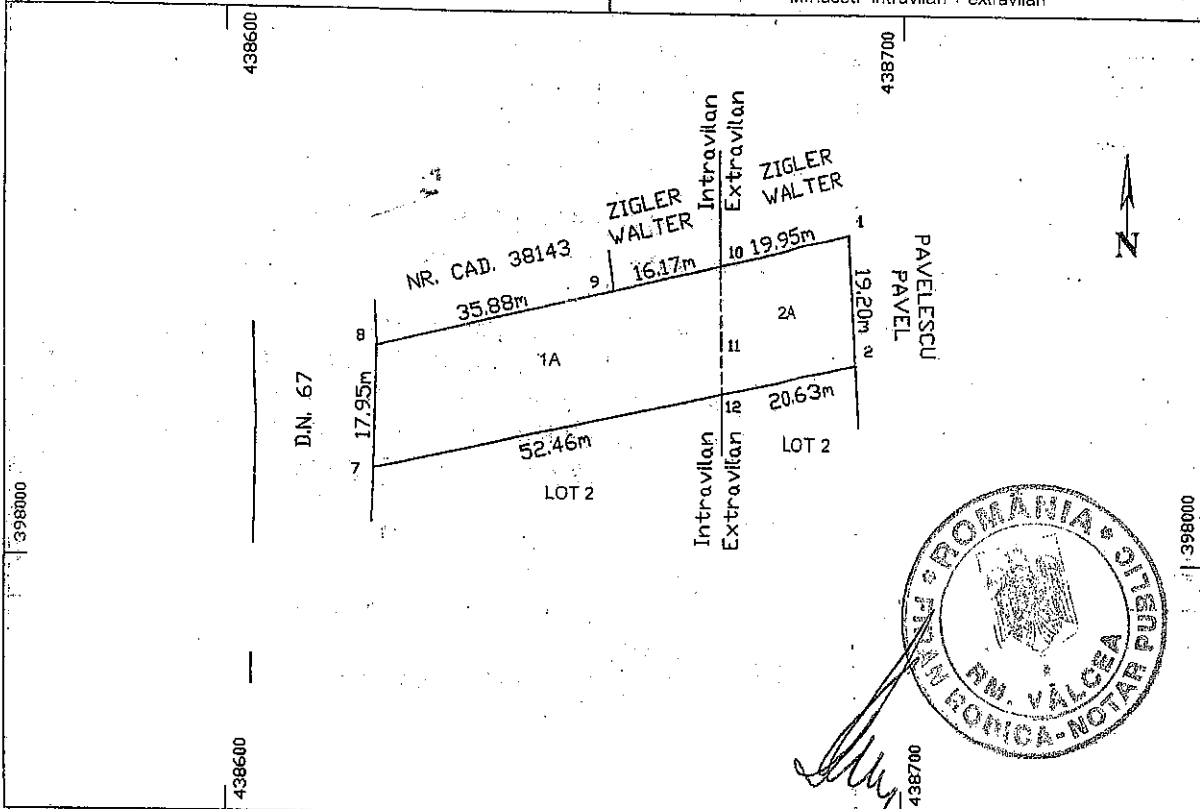 Intravilan
438600
438700
Intravilan
Extravilan
ZIGLER
WALTER
ZIGLER
WALTER
NR. CAD. 38143
35.88m
9
16.17m
10
19.95m
1
PAVELESCU
PAVEL
N
8
1A
11
2A
19.20m
2
D.N. 67
17.95m
7
52.46m
12
20.63m
LOT 2
LOT 2
Intravilan
Extravilan
398000
398000
ROMÂNIA
RODICA-NOTAR PUBLIC
RM. VÂLCEA
438600
438700